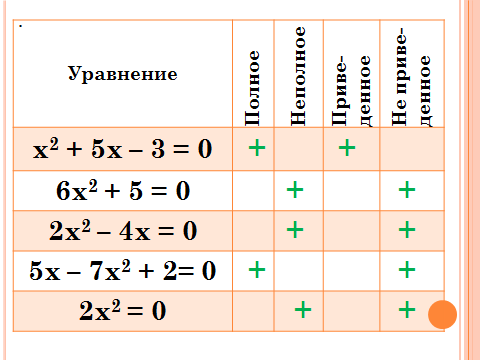 Уравнение
Полное
Неполное
Приве-
денное
Не приве-
денное
x² + 5x – 3 = 0 + +
6x² + 5 = 0 + +
2x² – 4x = 0 + +
5x – 7x² + 2= 0 + +
2x² = 0 + +